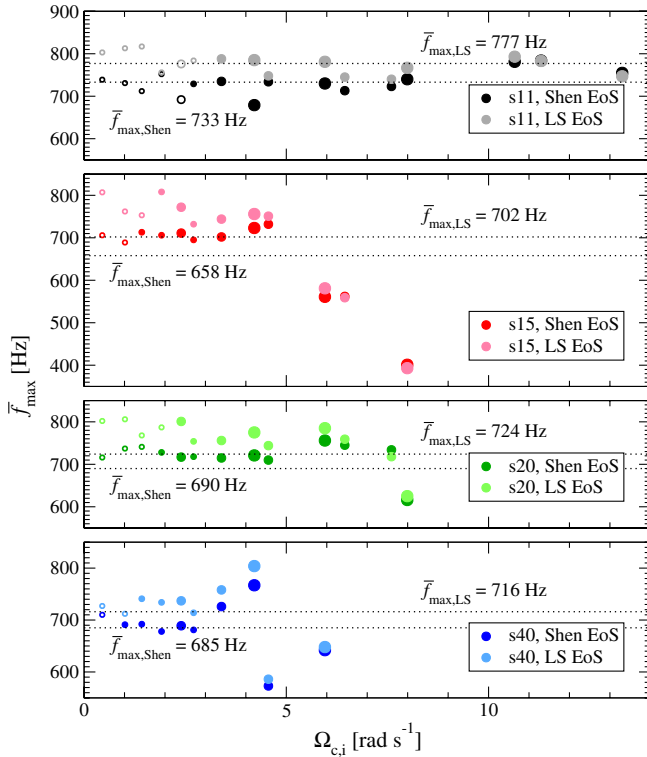 900
800
700
600
f̄max,LS = 777 Hz
f̄max,Shen = 733 Hz
s11, Shen EoS
s11, LS EoS
800
700
600
500
400
f̄max,LS = 702 Hz
f̄max,Shen = 658 Hz
s15, Shen EoS
s15, LS EoS
f̄max [Hz]
800
700
600
f̄max,LS = 724 Hz
f̄max,Shen = 690 Hz
s20, Shen EoS
s20, LS EoS
800
700
600
f̄max,LS = 716 Hz
f̄max,Shen = 685 Hz
s40, Shen EoS
s40, LS EoS
0 5 10
Ωc,i [rad s⁻¹]